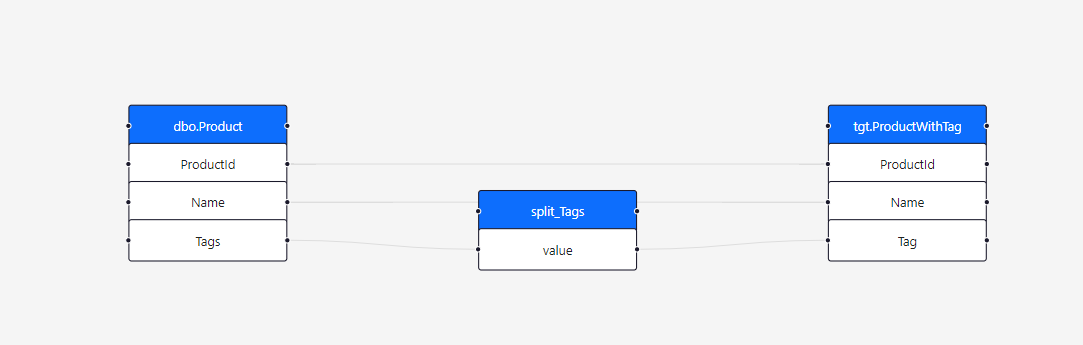 dbo.Product
ProductId
Name
Tags
split_Tags
value
tgt.ProductWithTag
ProductId
Name
Tag